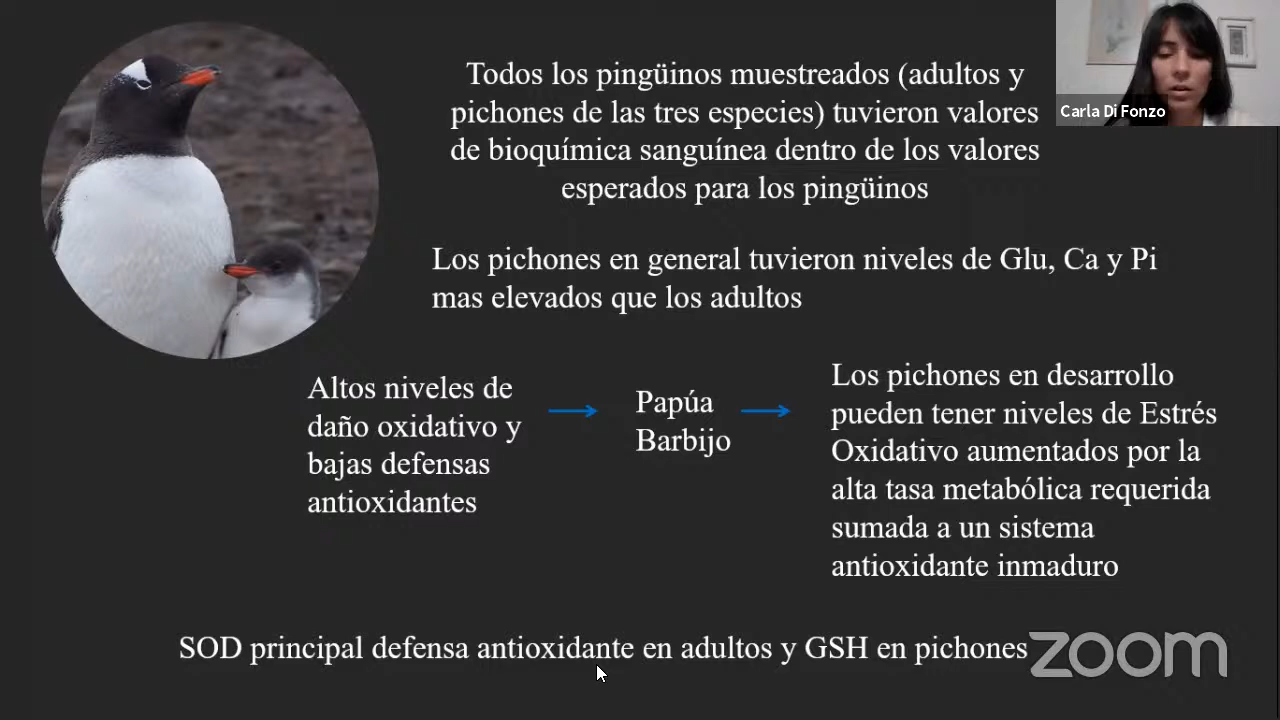 Todos los pingüinos muestreados (adultos y
pichones de las tres especies) tuvieron valores
de bioquímica sanguínea dentro de los valores
esperados para los pingüinos
Carla Di Fonzo
Los pichones en general tuvieron niveles de Glu, Ca y Pi
mas elevados que los adultos
Altos niveles de
daño oxidativo y
bajas defensas
antioxidantes
Papúa
Barbijo
Los pichones en desarrollo
pueden tener niveles de Estrés
Oxidativo aumentados por la
alta tasa metabólica requerida
sumada a un sistema
antioxidante inmaduro
SOD principal defensa antioxidante en adultos y GSH en pichones
zoom